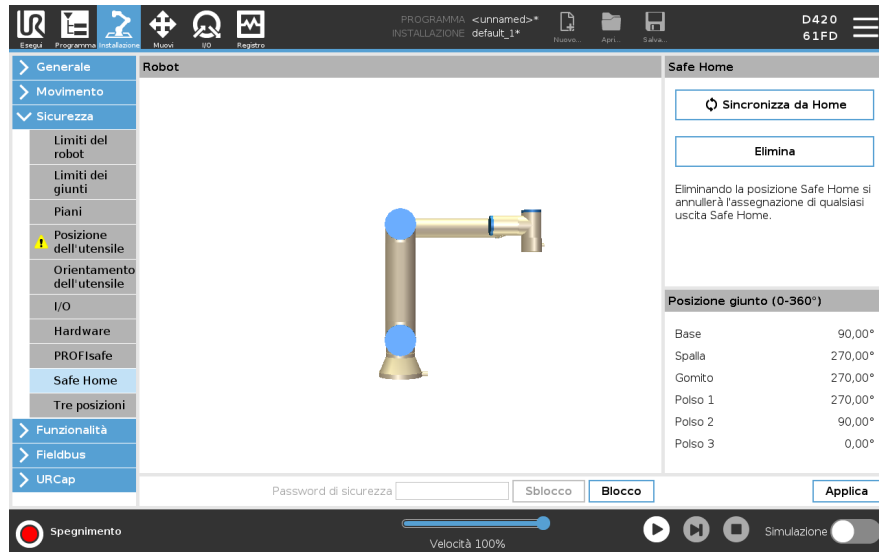 UR
PROGRAMMA <unnamed>*
INSTALLAZIONE default_1*
D420
61FD
Esegui Programma Installazione Muovi I/O Registro
Nuovo... Apri... Salva...
Generale
Movimento
Sicurezza
Limiti del
robot
Limiti dei
giunti
Piani
Posizione
dell'utensile
Orientamento
dell'utensile
I/O
Hardware
PROFIsafe
Safe Home
Tre posizioni
Funzionalità
Fieldbus
URCap
Robot
Safe Home
Sincronizza da Home
Elimina
Eliminando la posizione Safe Home si
annullerà l'assegnazione di qualsiasi
uscita Safe Home.
Posizione giunto (0-360°)
Base 90,00°
Spalla 270,00°
Gomito 270,00°
Polso 1 270,00°
Polso 2 90,00°
Polso 3 0,00°
Password di sicurezza Sblocco Blocco Applica
Spegnimento
Velocità 100%
Simulazione